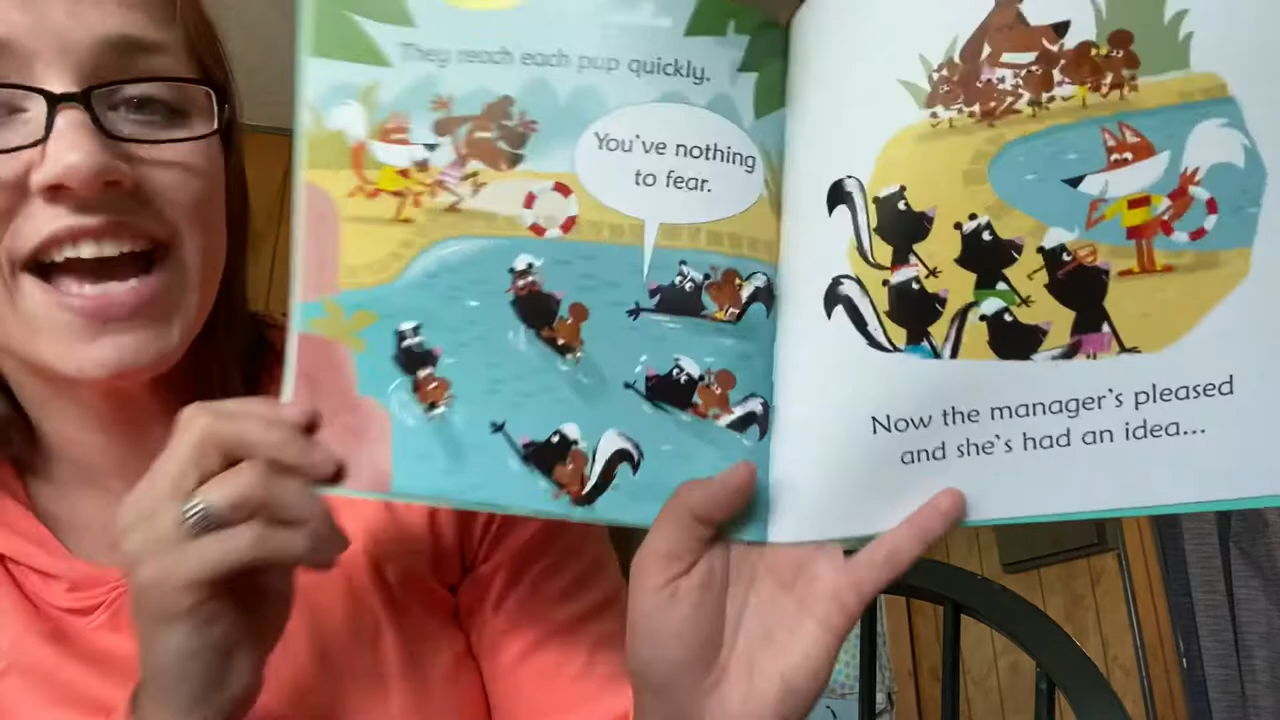 They reach each pup quickly.
You've nothing
to fear.
Now the manager's pleased
and she's had an idea...